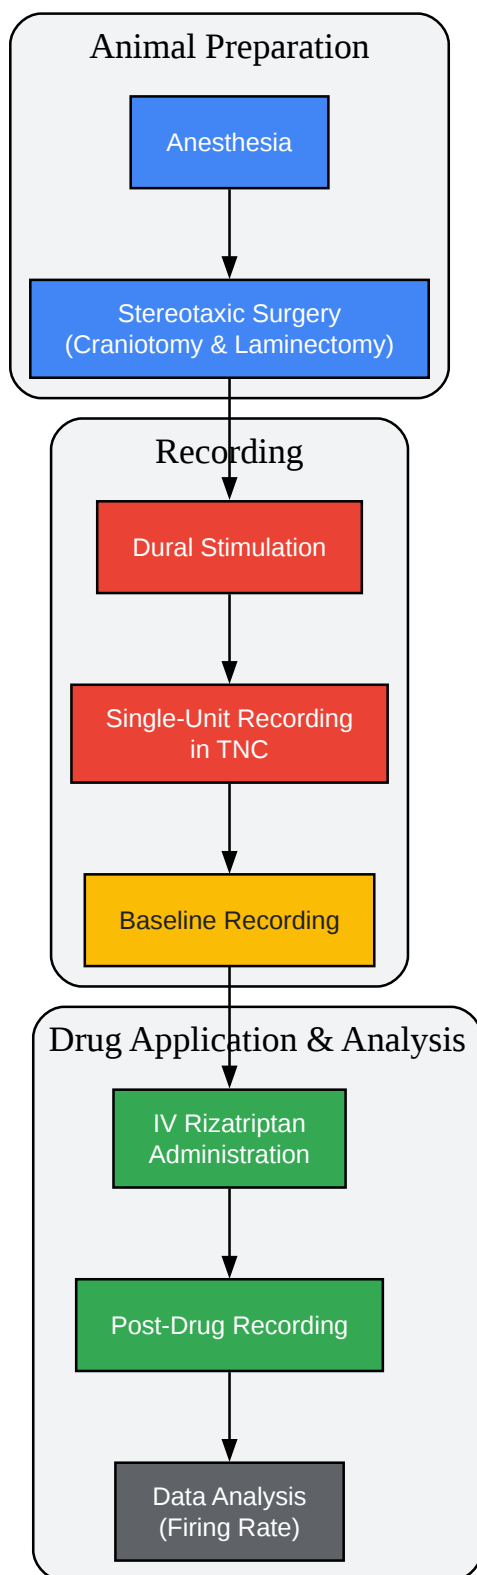 Animal Preparation
Anesthesia
Stereotaxic Surgery
(Craniotomy & Laminectomy)
Recording
Dural Stimulation
Single-Unit Recording
in TNC
Baseline Recording
Drug Application & Analysis
IV Rizatriptan
Administration
Post-Drug Recording
Data Analysis
(Firing Rate)